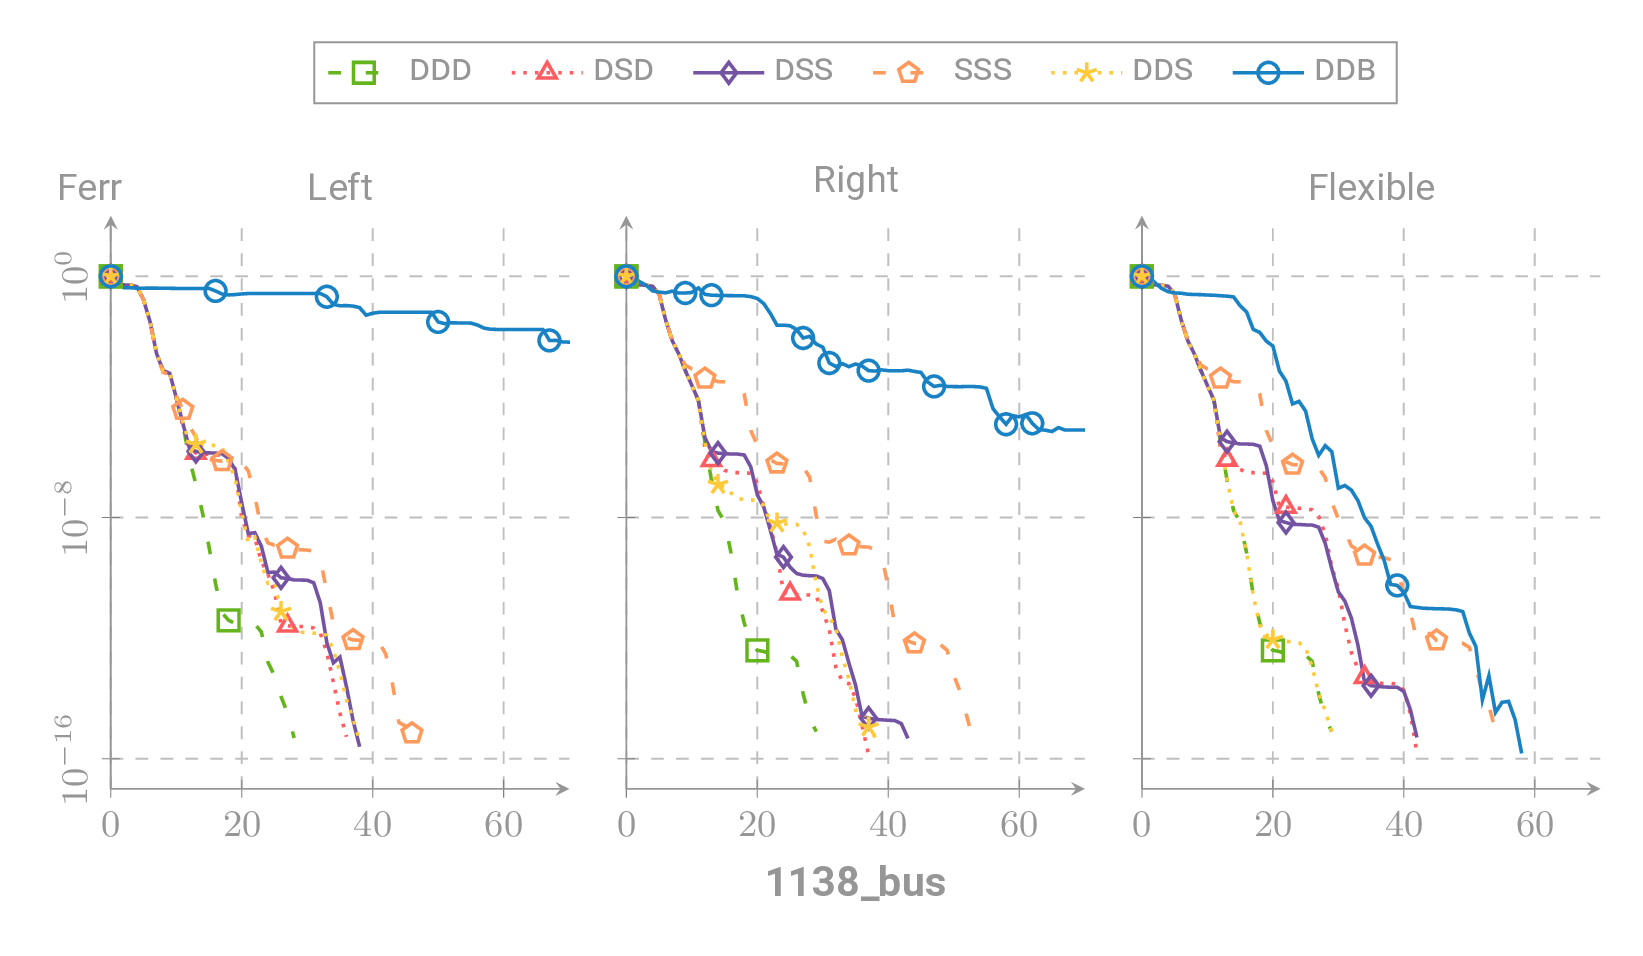 DDD DSD DSS SSS DDS DDB
Ferr Left Right Flexible
10^0
10^−8
10^−16
0 20 40 60 0 20 40 60 0 20 40 60
1138_bus